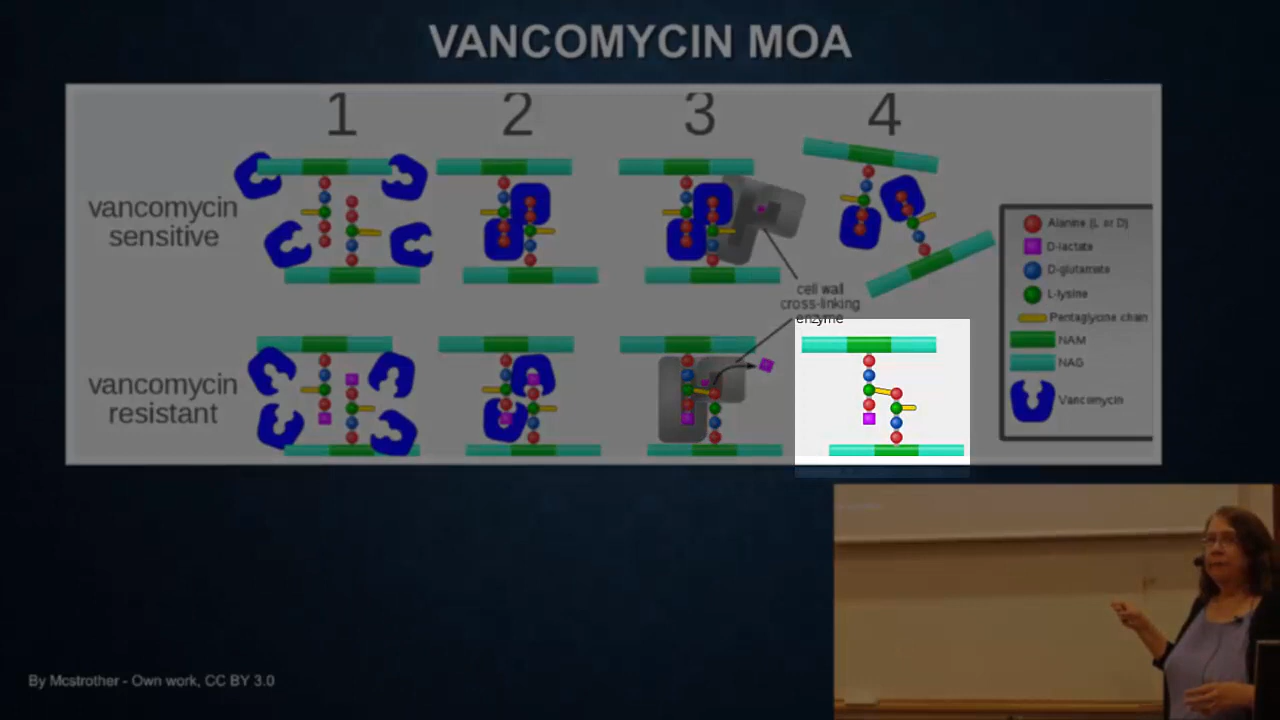 VANCOMYCIN MOA
1 2 3 4
vancomycin
sensitive
Alanine (L or D)
D-lactate
D-glutamate
L-lysine
Pentaglycine chain
NAM
NAG
Vancomycin
cell wall
cross-linking
enzyme
vancomycin
resistant
By Mcstrother - Own work, CC BY 3.0